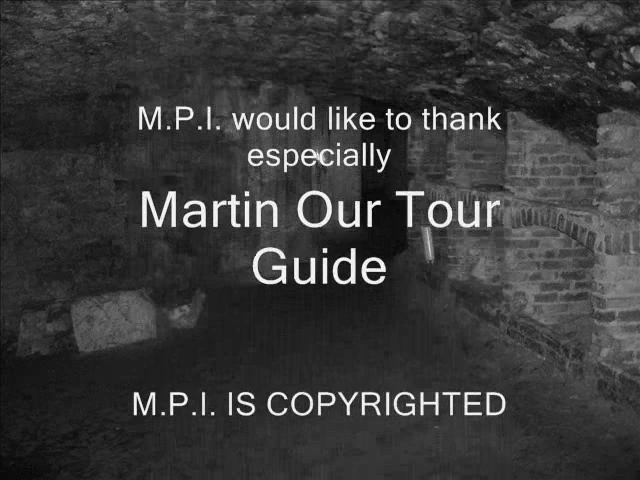 M.P.I. would like to thank
especially
Martin Our Tour
Guide
M.P.I. IS COPYRIGHTED